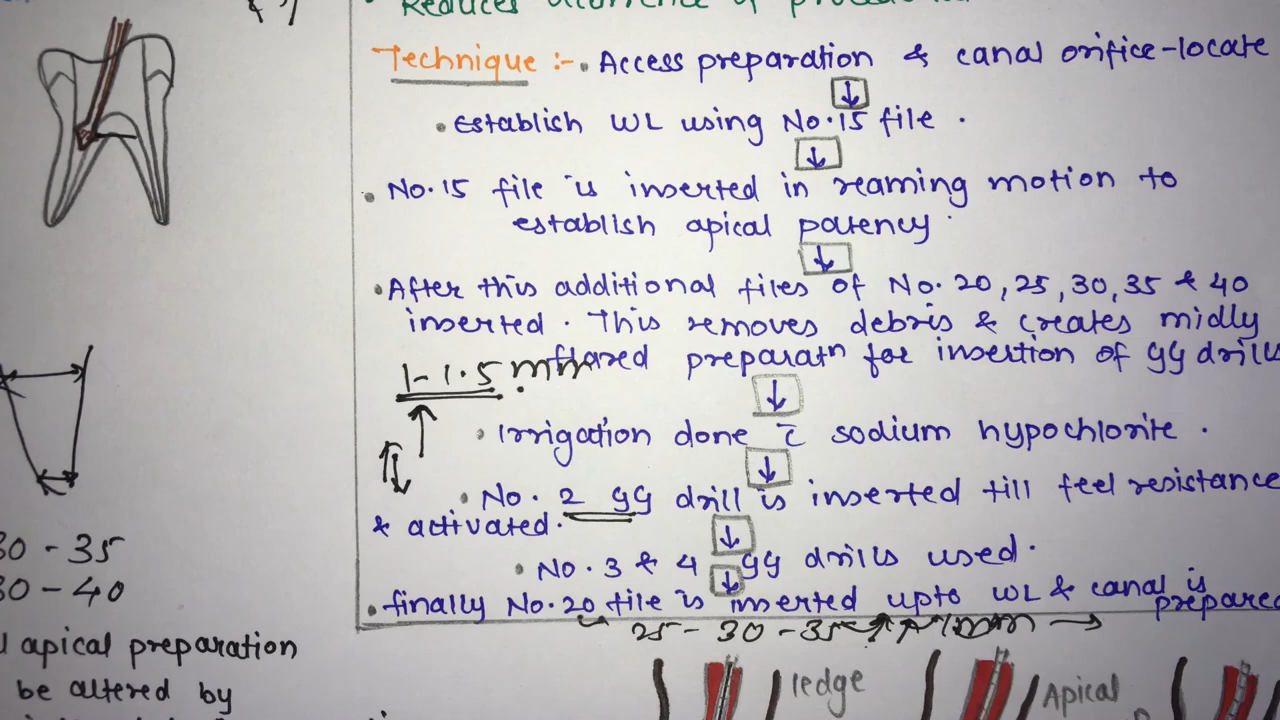 Reduces
Technique :- • Access preparation & canal orifice-locate
• Establish WL using No.15 file .
• No.15 file is inserted in reaming motion to
establish apical patency .
• After this additional files of No. 20, 25, 30, 35 & 40
inserted . This removes debris & creates midly
flared preparatn for insertion of GG drills
1-1.5 mm
• Irrigation done c̄ sodium hypochlorite .
• No. 2 GG drill is inserted till feel resistance
& activated .
• No. 3 & 4 GG drills used .
• finally No.20 file is inserted upto WL & canal is prepared
25 - 30 - 35
30 - 35
30 - 40
apical preparation
be altered by
ledge
Apical